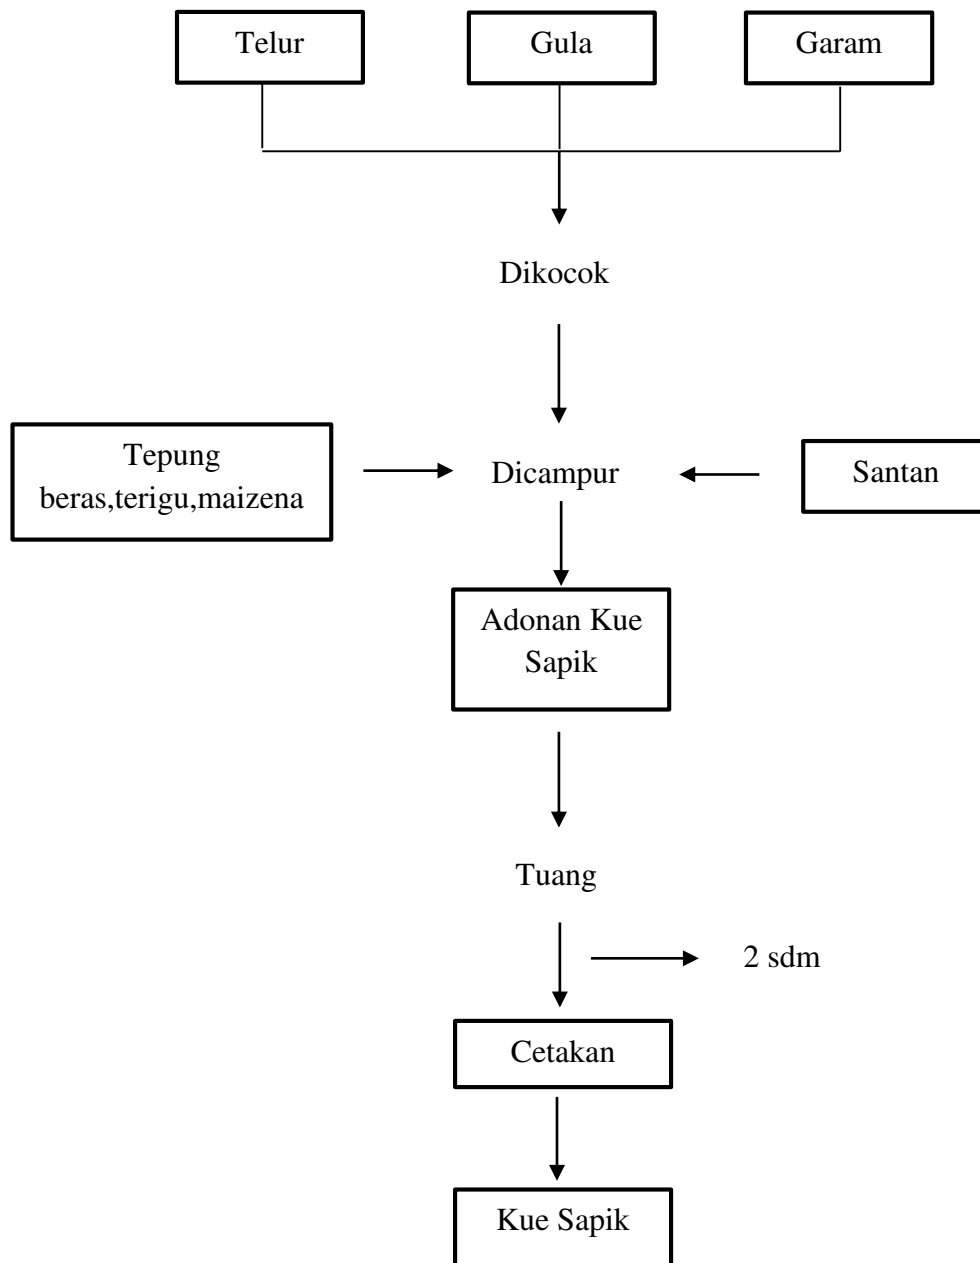 Telur
Gula
Garam
Dikocok
Tepung
beras,terigu,maizena
Dicampur
Santan
Adonan Kue
Sapik
Tuang
2 sdm
Cetakan
Kue Sapik